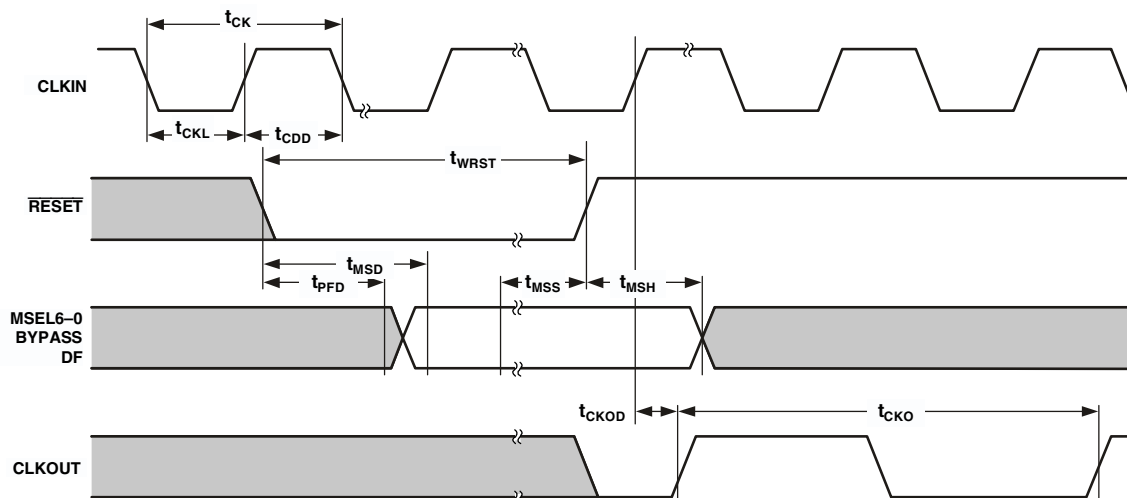 tCK
CLKIN
tCKL
tCDD
tWRST
RESET
tMSD
tPFD
tMSS
tMSH
MSEL6–0
BYPASS
DF
tCKOD
tCKO
CLKOUT